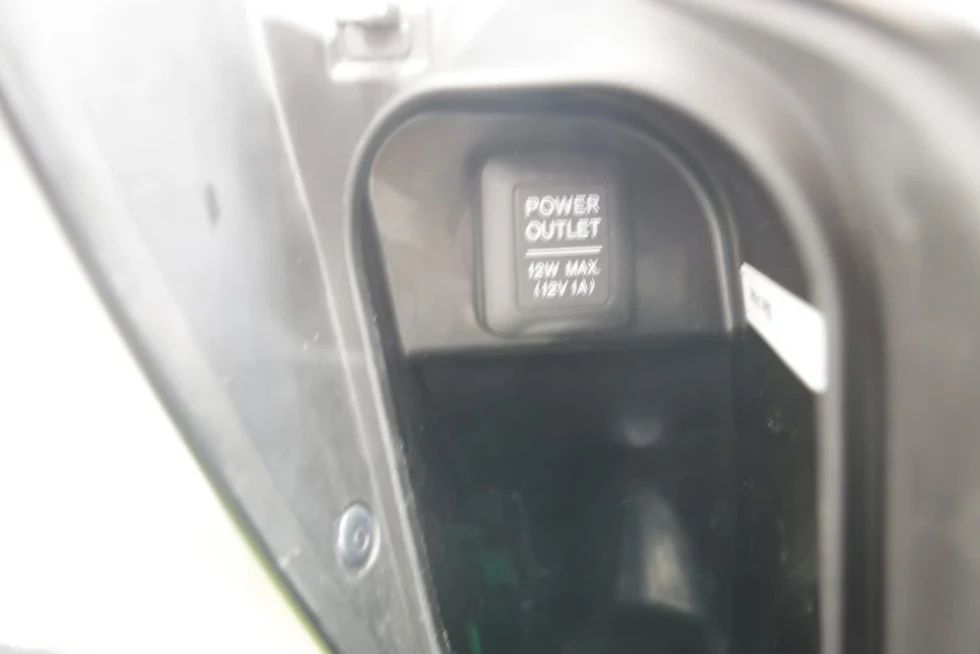 POWER
OUTLET
12W MAX.
(12V 1A)